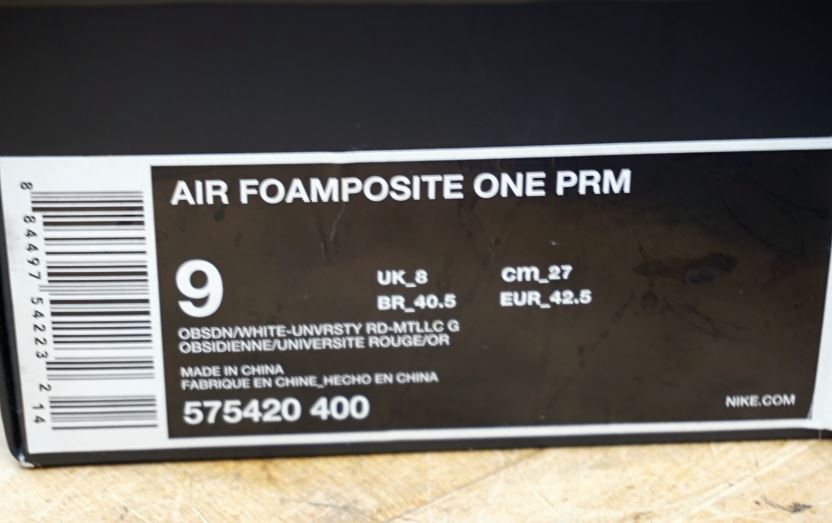 AIR FOAMPOSITE ONE PRM
9
UK_8 cm_27
BR_40.5 EUR_42.5
OBSDN/WHITE-UNVRSTY RD-MTLLC G
OBSIDIENNE/UNIVERSITE ROUGE/OR
MADE IN CHINA
FABRIQUE EN CHINE_HECHO EN CHINA
575420 400
NIKE.COM
8 84497 54223 2 14